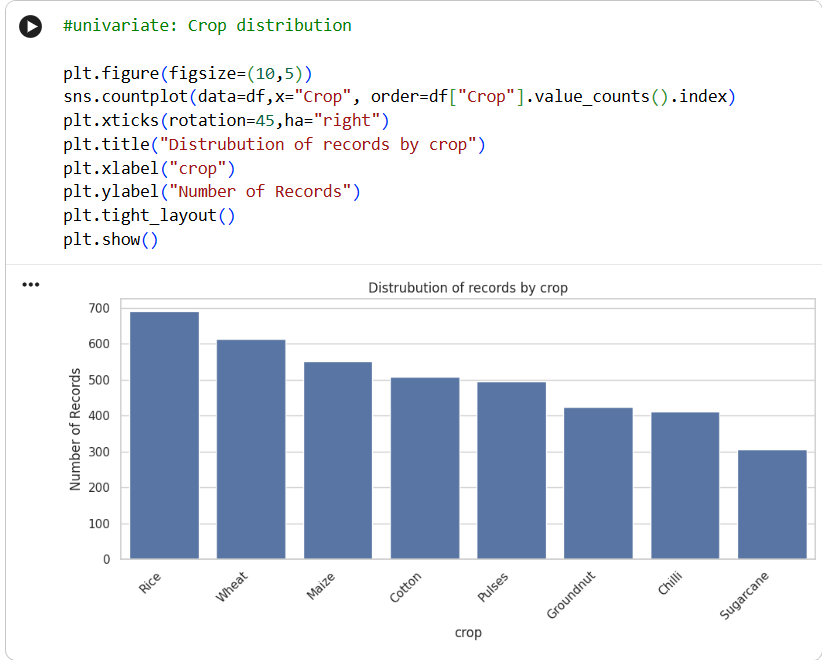 #univariate: Crop distribution
plt.figure(figsize=(10,5))
sns.countplot(data=df,x="Crop", order=df["Crop"].value_counts().index)
plt.xticks(rotation=45,ha="right")
plt.title("Distrubution of records by crop")
plt.xlabel("crop")
plt.ylabel("Number of Records")
plt.tight_layout()
plt.show()
Distrubution of records by crop
700
600
500
400
300
200
100
0
Number of Records
Rice
Wheat
Maize
Cotton
Pulses
Groundnut
Chilli
Sugarcane
crop